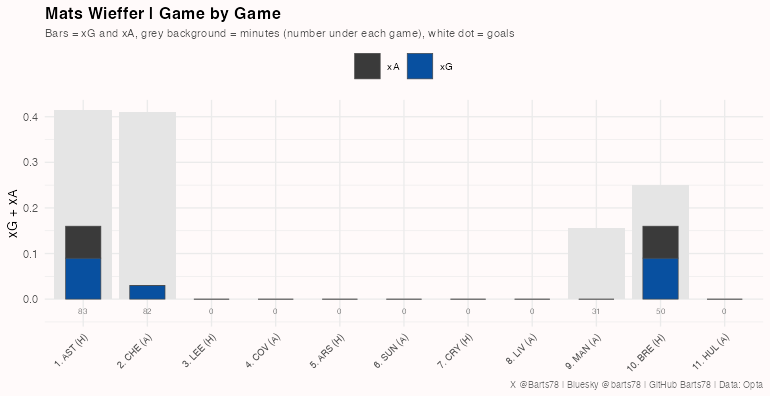 Mats Wieffer | Game by Game
Bars = xG and xA, grey background = minutes (number under each game), white dot = goals
xA xG
xG + xA
0.4
0.3
0.2
0.1
0.0
83 82 0 0 0 0 0 0 31 50 0
1. AST (H) 2. CHE (A) 3. LEE (H) 4. COV (A) 5. ARS (H) 6. SUN (A) 7. CRY (H) 8. LIV (A) 9. MAN (A) 10. BRE (H) 11. HUL (A)
X @Barts78 | Bluesky @barts78 | GitHub Barts78 | Data: Opta